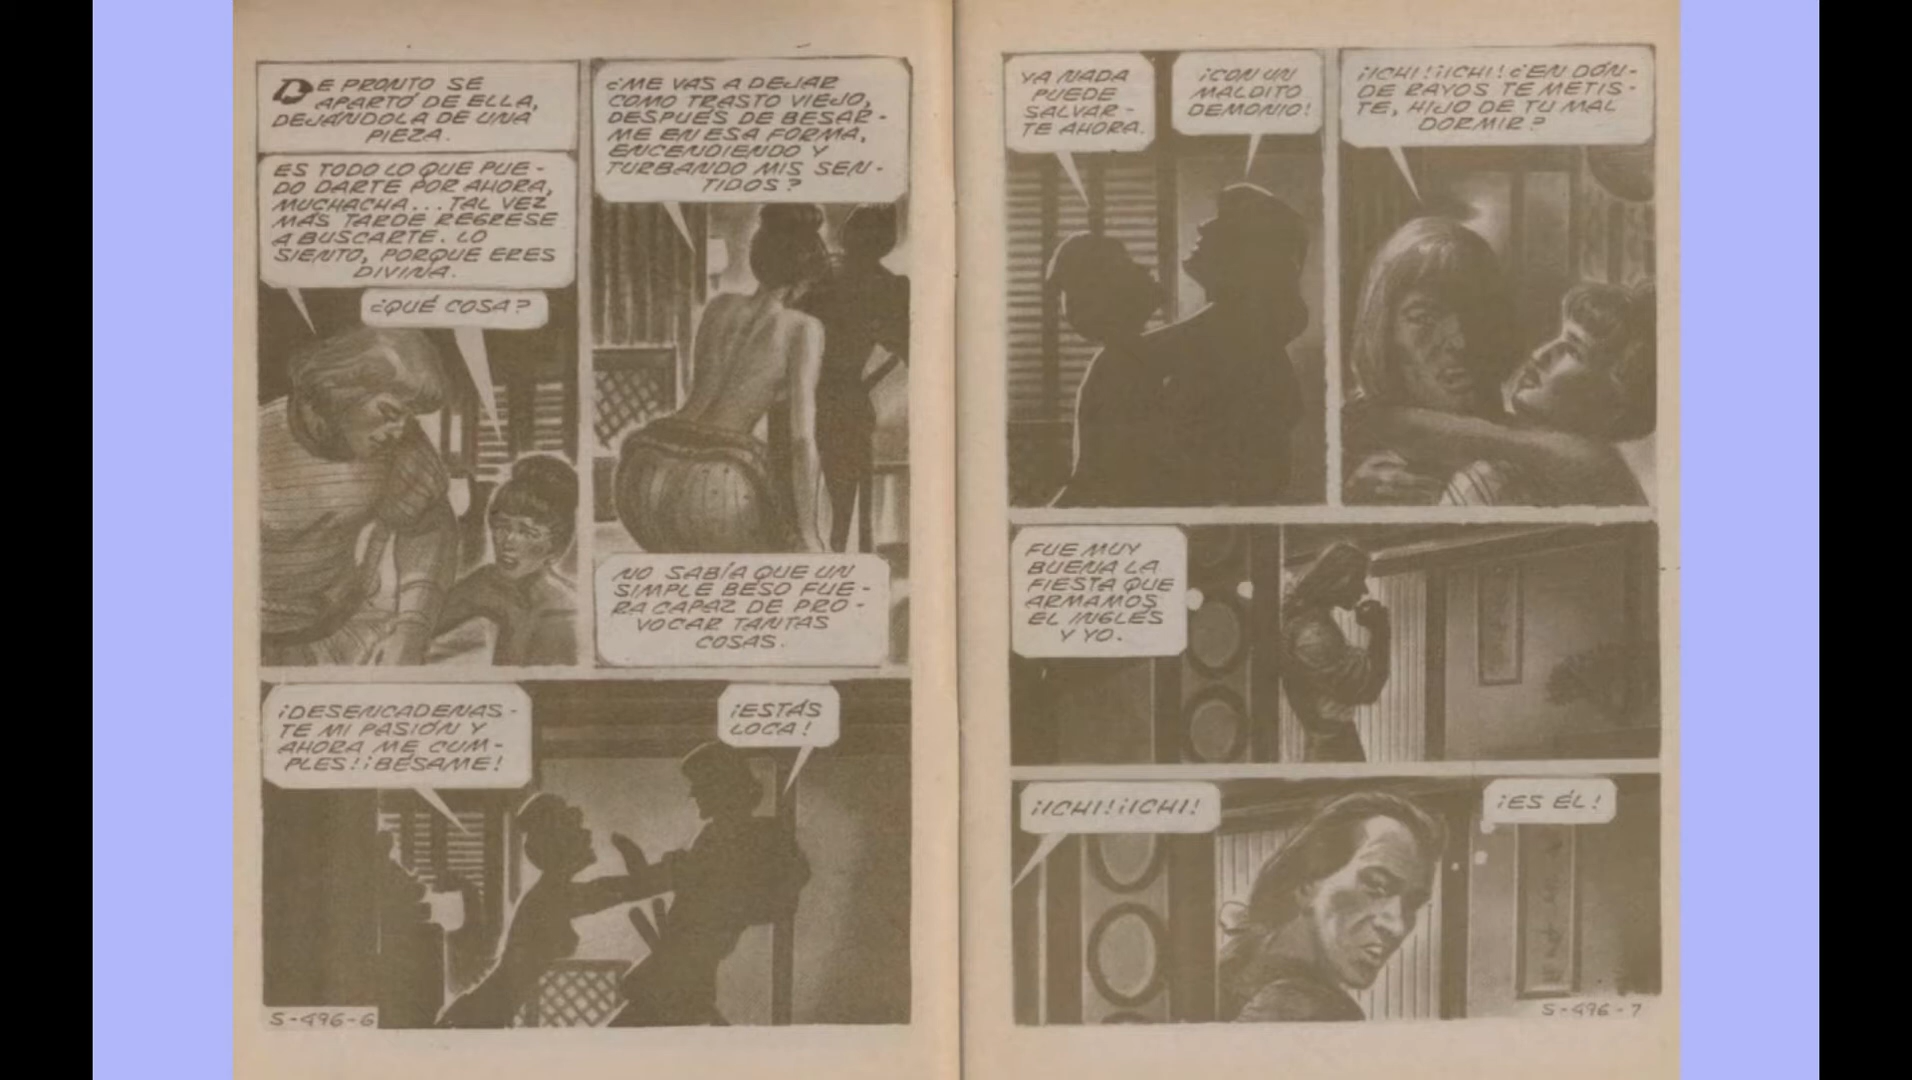 DE PRONTO SE
APARTÓ DE ELLA,
DEJÁNDOLA DE UNA
PIEZA.
ES TODO LO QUE PUE-
DO DARTE POR AHORA,
MUCHACHA... TAL VEZ
MÁS TARDE REGRESE
A BUSCARTE. LO
SIENTO, PORQUE ERES
DIVINA.
¿QUÉ COSA?
¿ME VAS A DEJAR
COMO TRASTO VIEJO,
DESPUÉS DE BESAR-
ME EN ESA FORMA,
ENCENDIENDO Y
TURBANDO MIS SEN-
TIDOS?
NO SABÍA QUE UN
SIMPLE BESO FUE-
RA CAPAZ DE PRO-
VOCAR TANTAS
COSAS.
¡DESENCADENAS-
TE MI PASIÓN Y
AHORA ME CUM-
PLES! ¡BÉSAME!
¡ESTÁS
LOCA!
S-496-6
YA NADA
PUEDE
SALVAR-
TE AHORA.
¡CON UN
MALDITO
DEMONIO!
¡ICHI! ¡ICHI! ¿EN DÓN-
DE RAYOS TE METIS-
TE, HIJO DE TU MAL
DORMIR?
FUE MUY
BUENA LA
FIESTA QUE
ARMAMOS
EL INGLÉS
Y YO.
¡ICHI! ¡ICHI!
¡ES ÉL!
S-496-7